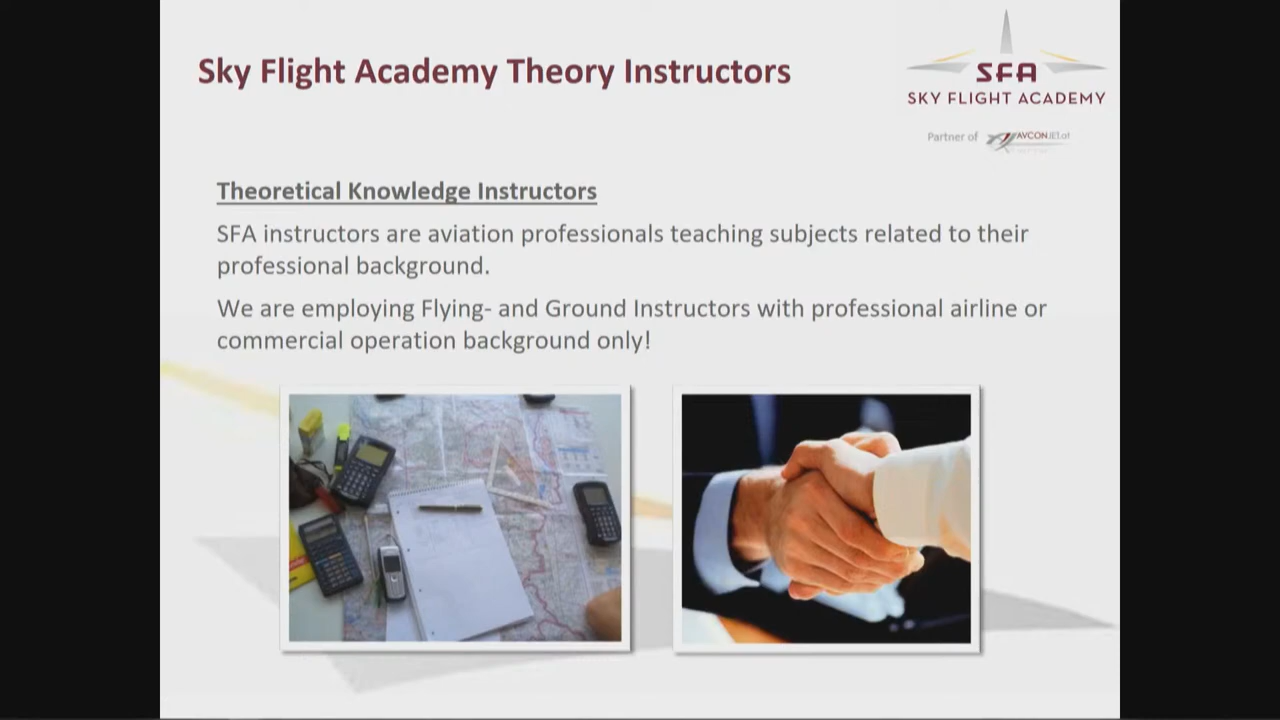 Sky Flight Academy Theory Instructors
SFA
SKY FLIGHT ACADEMY
Partner of AVCONJET.at
Theoretical Knowledge Instructors
SFA instructors are aviation professionals teaching subjects related to their
professional background.
We are employing Flying- and Ground Instructors with professional airline or
commercial operation background only!